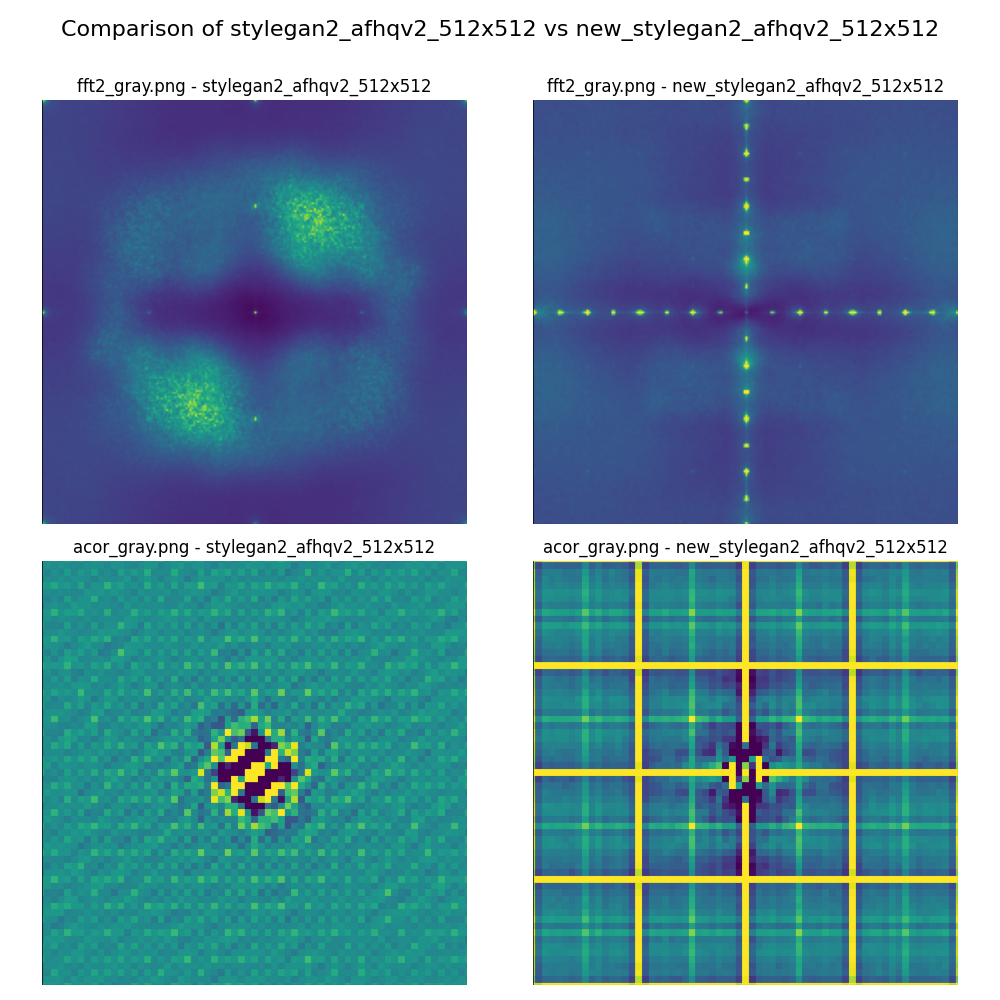 Comparison of stylegan2_afhqv2_512x512 vs new_stylegan2_afhqv2_512x512
fft2_gray.png - stylegan2_afhqv2_512x512
fft2_gray.png - new_stylegan2_afhqv2_512x512
acor_gray.png - stylegan2_afhqv2_512x512
acor_gray.png - new_stylegan2_afhqv2_512x512